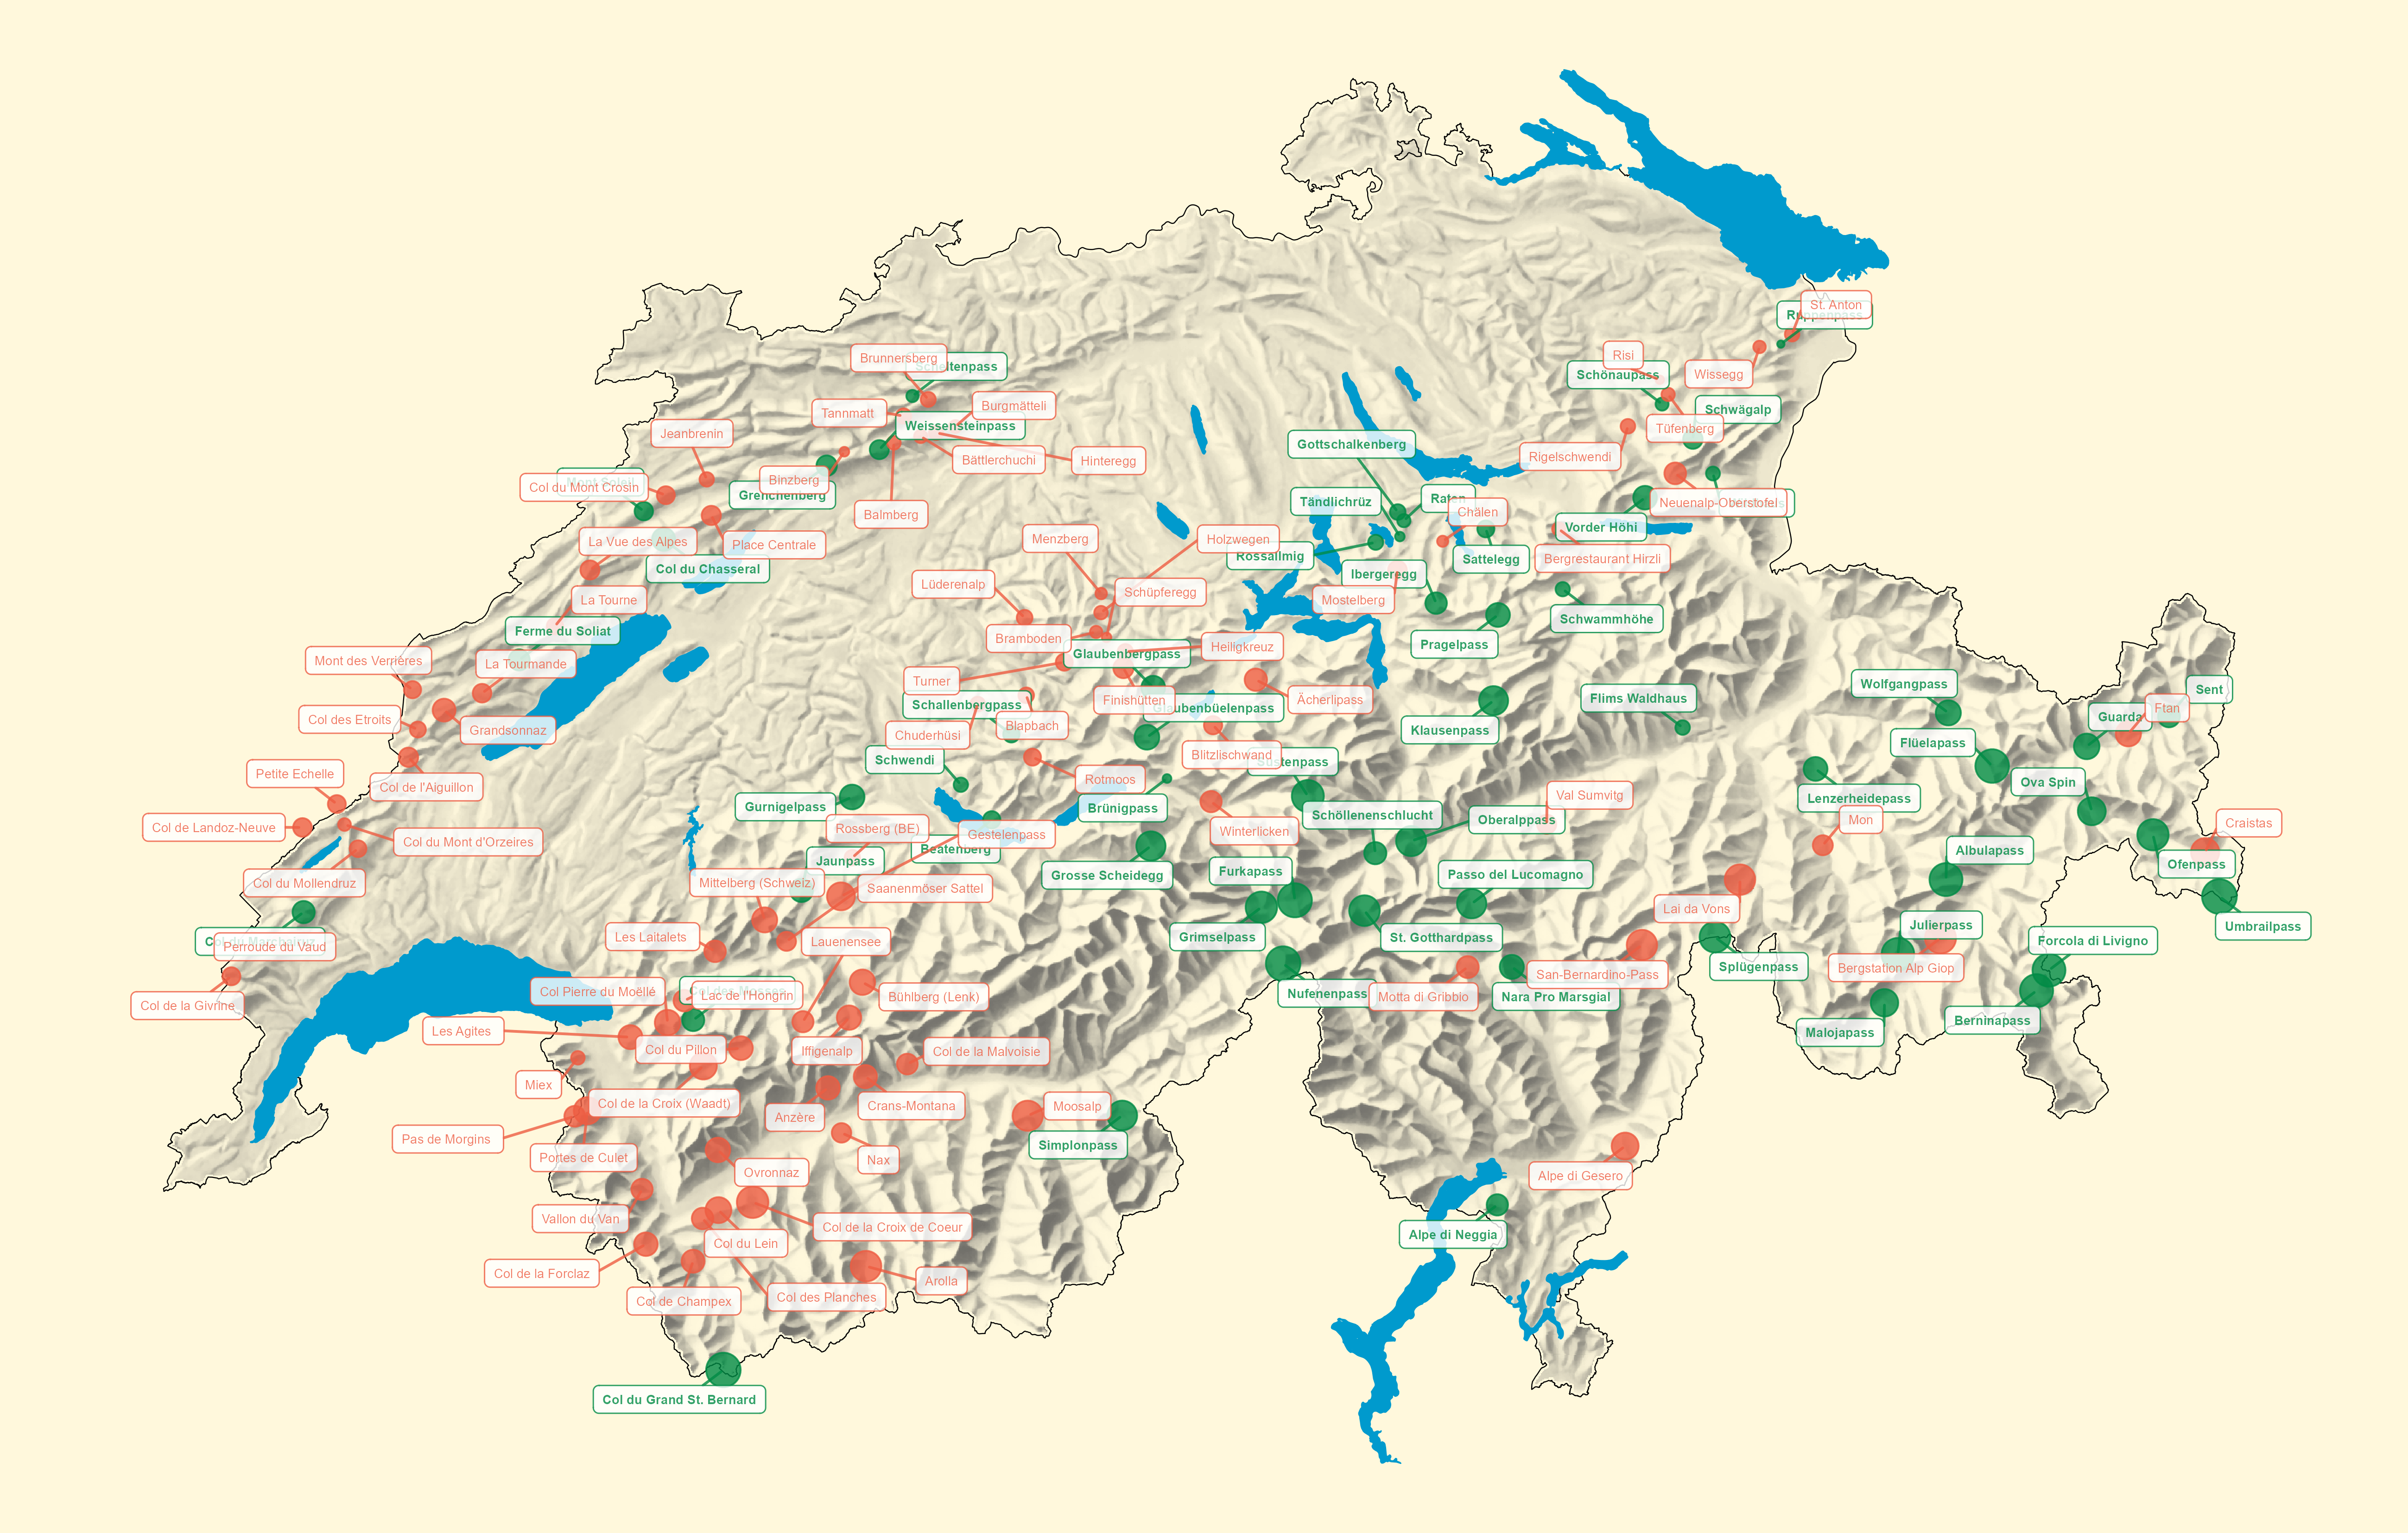 St. Anton
Ruppenpass
Brunnersberg
Scheltenpass
Risi
Schönaupass
Wissegg
Tannmatt
Burgmätteli
Weissensteinpass
Schwägalp
Tüfenberg
Jeanbrenin
Gottschalkenberg
Bättlerchuchi
Hinteregg
Rigelschwendi
Mont Soleil
Col du Mont Crosin
Binzberg
Grenchenberg
Tändlichrüz
Raten
Chälen
Neuenalp-Oberstofel
Balmberg
Vorder Höhi
La Vue des Alpes
Place Centrale
Menzberg
Holzwegen
Rossallmig
Sattelegg
Bergrestaurant Hirzli
Col du Chasseral
Lüderenalp
Schüpferegg
Ibergeregg
Mostelberg
La Tourne
Schwammhöhe
Ferme du Soliat
Bramboden
Heiligkreuz
Pragelpass
Mont des Verrières
La Tourmande
Glaubenbergpass
Turner
Wolfgangpass
Sent
Schallenbergpass
Finishütten
Glaubenbüelenpass
Ächerlipass
Flims Waldhaus
Guarda
Ftan
Col des Etroits
Grandsonnaz
Chuderhüsi
Blapbach
Klausenpass
Flüelapass
Schwendi
Blitzlischwand
Sustenpass
Petite Echelle
Col de l'Aiguillon
Rotmoos
Ova Spin
Gurnigelpass
Brünigpass
Val Sumvitg
Lenzerheidepass
Col de Landoz-Neuve
Col du Mont d'Orzeires
Rossberg (BE)
Gestelenpass
Winterlicken
Schöllenenschlucht
Oberalppass
Mon
Craistas
Jaunpass
Beatenberg
Albulapass
Ofenpass
Col du Mollendruz
Mittelberg (Schweiz)
Saanenmöser Sattel
Grosse Scheidegg
Furkapass
Passo del Lucomagno
Lai da Vons
Col du Marchairuz
Perroude du Vaud
Les Laitalets
Lauenensee
Grimselpass
St. Gotthardpass
Julierpass
Forcola di Livigno
Umbrailpass
Splügenpass
Bergstation Alp Giop
Col de la Givrine
Col Pierre du Moëllé
Col des Mosses
Lac de l'Hongrin
Bühlberg (Lenk)
Nufenenpass
Motta di Gribbio
Nara Pro Marsgial
San-Bernardino-Pass
Berninapass
Les Agites
Col du Pillon
Iffigenalp
Col de la Malvoisie
Malojapass
Miex
Col de la Croix (Waadt)
Anzère
Crans-Montana
Moosalp
Pas de Morgins
Portes de Culet
Nax
Simplonpass
Ovronnaz
Alpe di Gesero
Vallon du Van
Col de la Croix de Coeur
Alpe di Neggia
Col du Lein
Col de la Forclaz
Arolla
Col de Champex
Col des Planches
Col du Grand St. Bernard